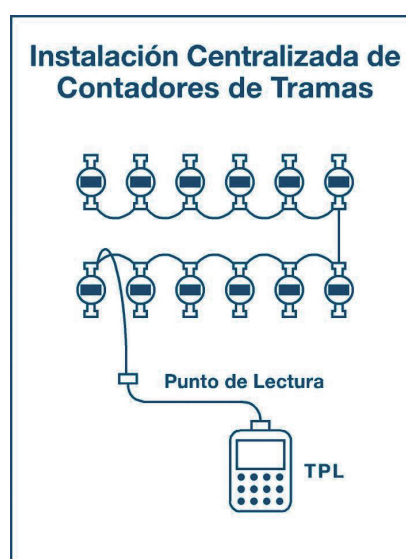 Instalación Centralizada de
Contadores de Tramas
Punto de Lectura
TPL